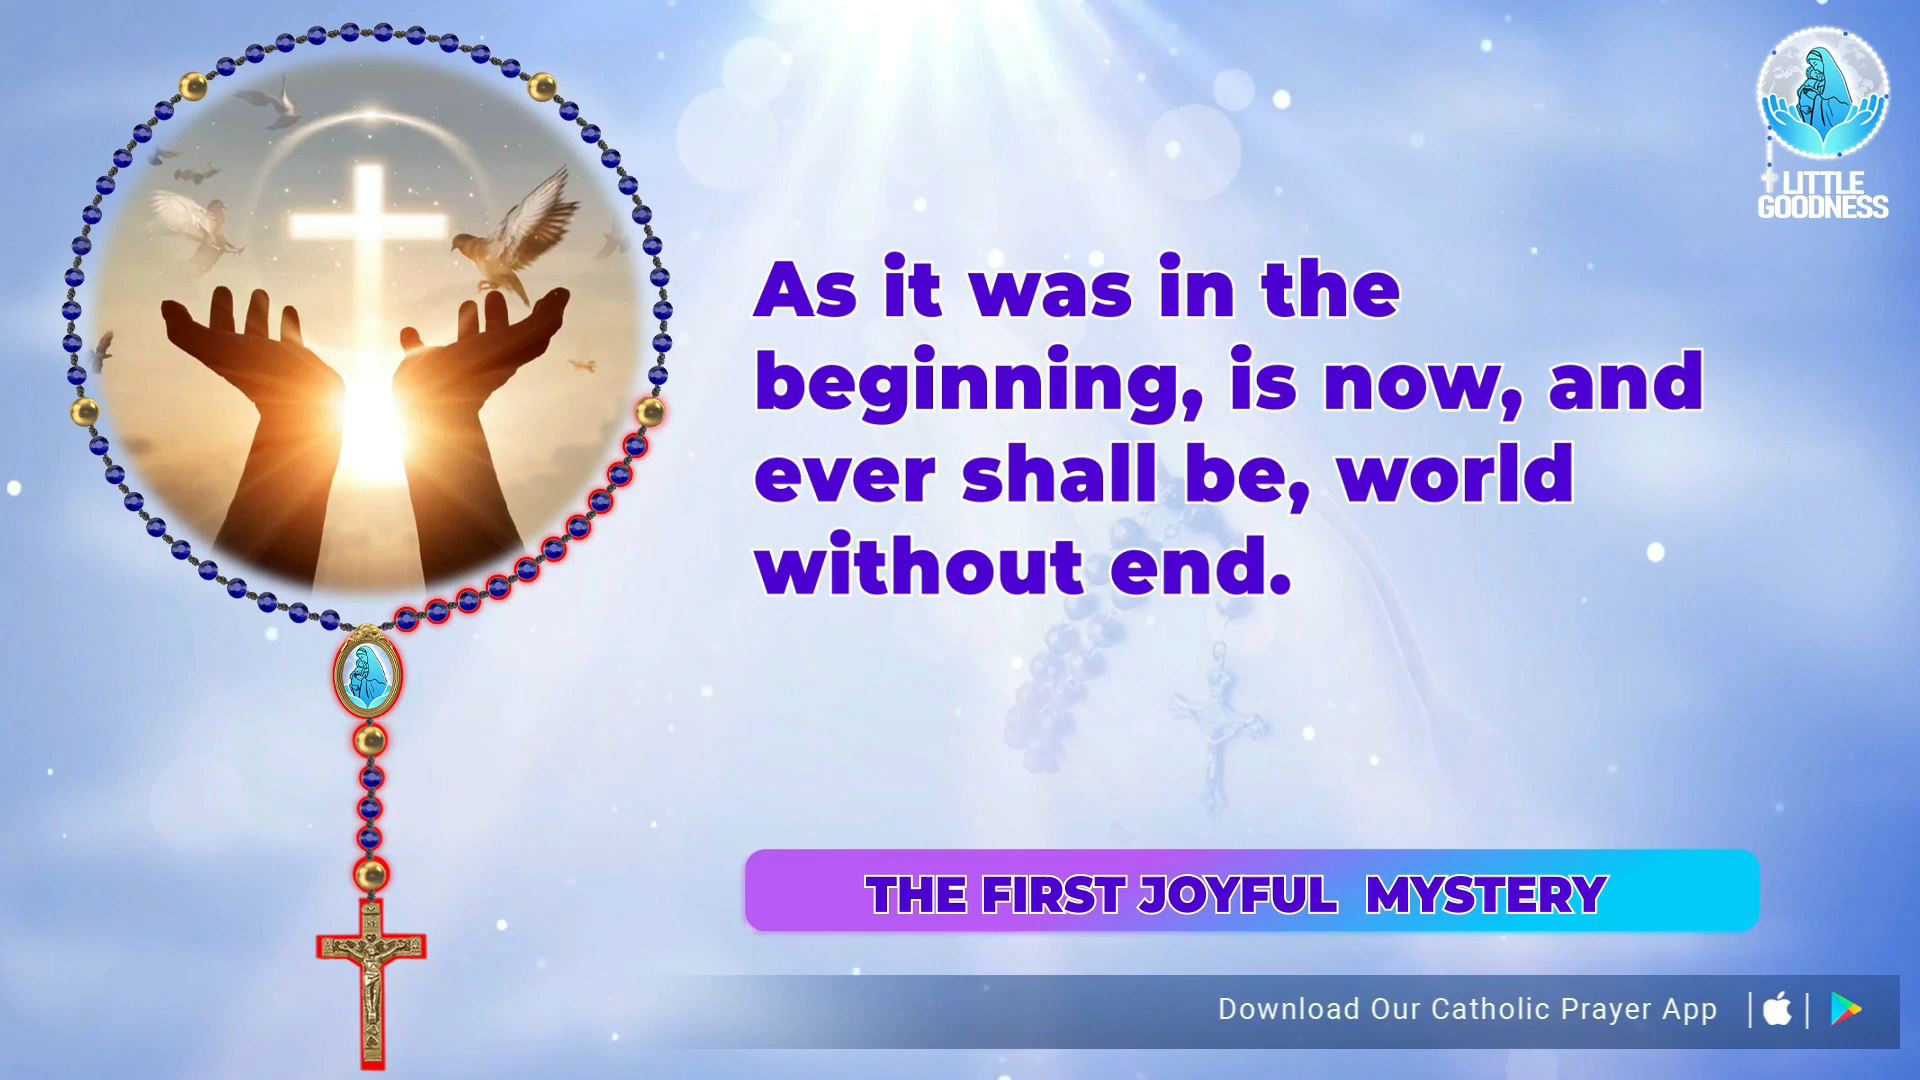 LITTLE
GOODNESS
As it was in the
beginning, is now, and
ever shall be, world
without end.
THE FIRST JOYFUL MYSTERY
Download Our Catholic Prayer App